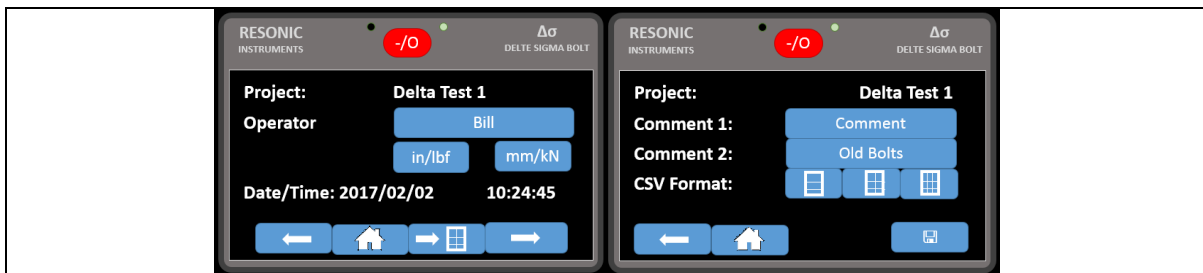 RESONIC
INSTRUMENTS
-/O
Δσ
DELTE SIGMA BOLT
Project: Delta Test 1
Operator Bill
in/lbf mm/kN
Date/Time: 2017/02/02 10:24:45
RESONIC
INSTRUMENTS
-/O
Δσ
DELTE SIGMA BOLT
Project: Delta Test 1
Comment 1: Comment
Comment 2: Old Bolts
CSV Format: